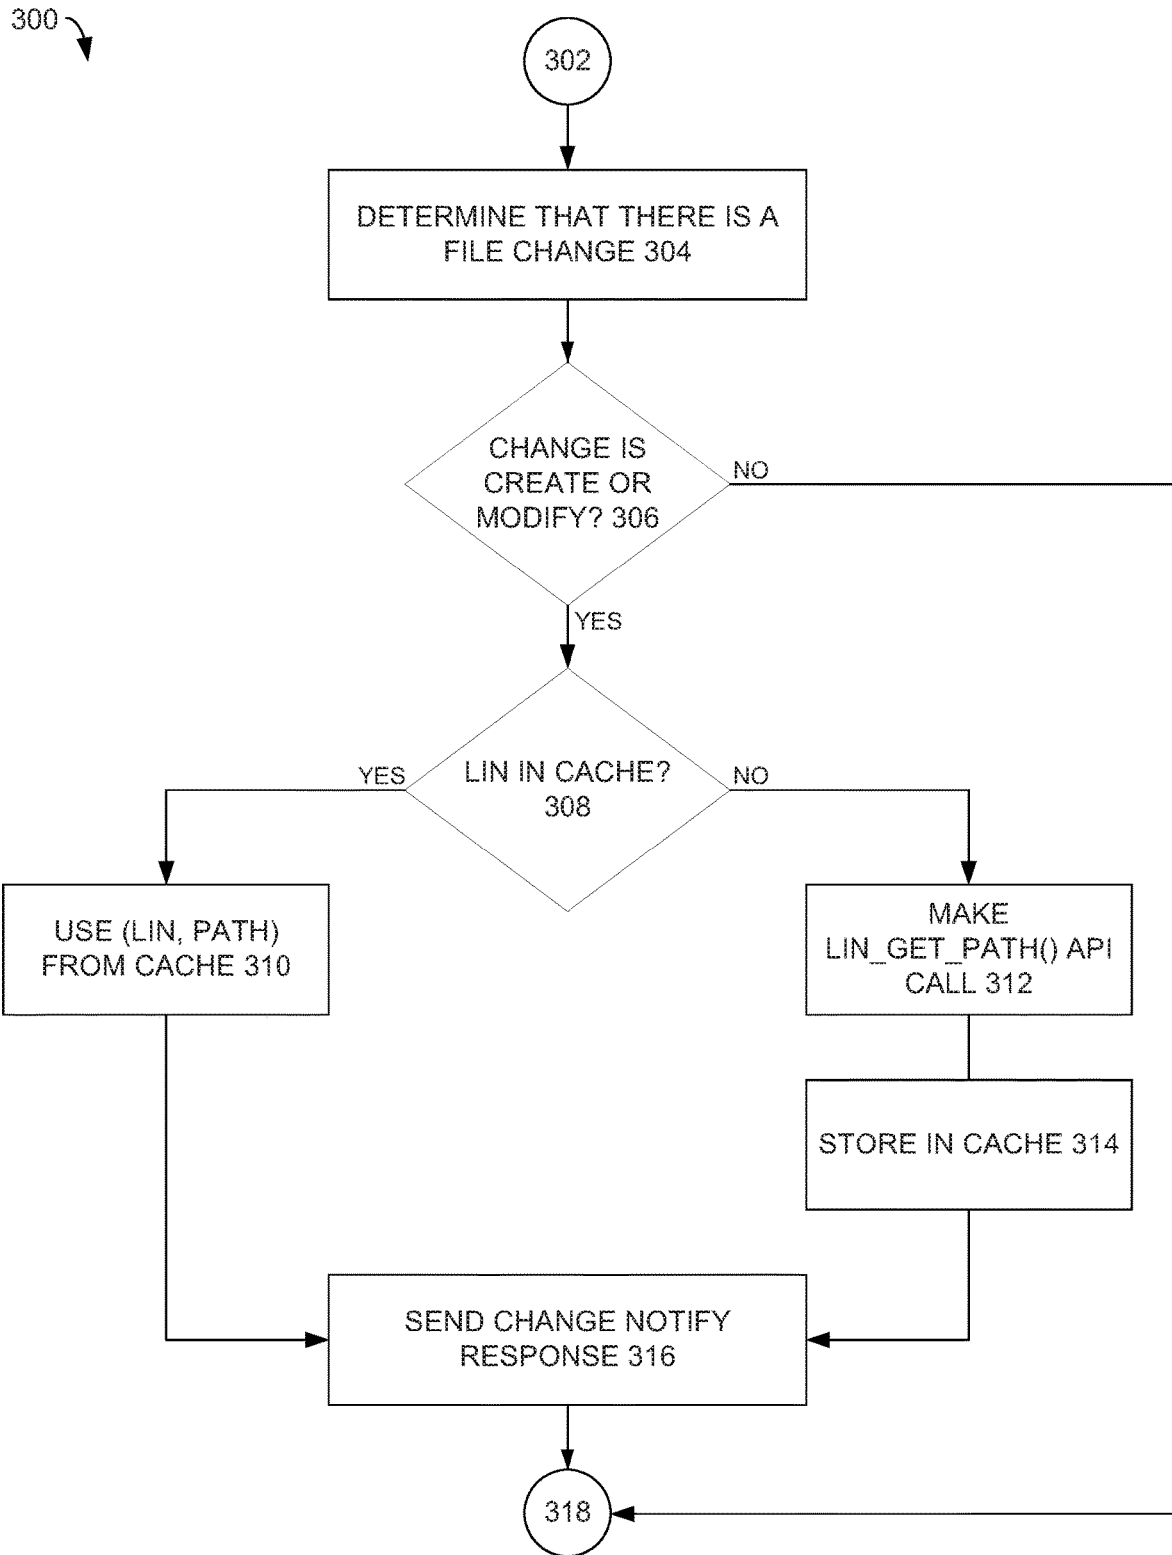 300
302
DETERMINE THAT THERE IS A
FILE CHANGE 304
CHANGE IS
CREATE OR
MODIFY? 306
NO
YES
LIN IN CACHE?
308
YES
NO
USE (LIN, PATH)
FROM CACHE 310
MAKE
LIN_GET_PATH() API
CALL 312
STORE IN CACHE 314
SEND CHANGE NOTIFY
RESPONSE 316
318